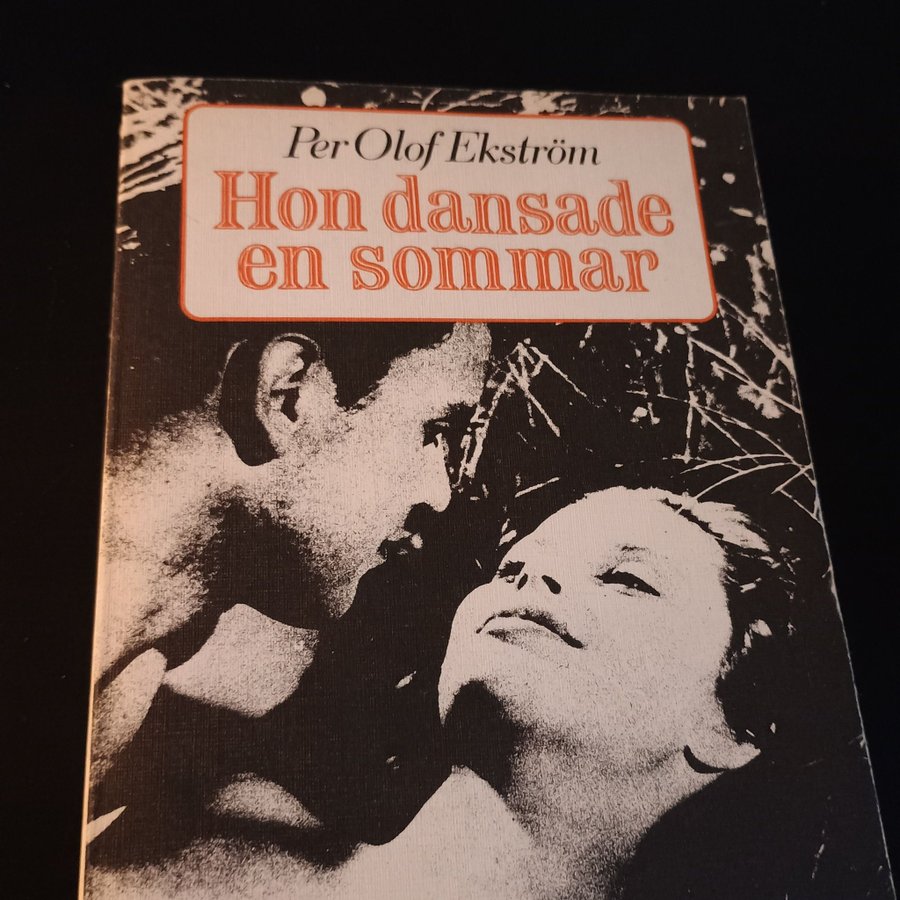 Per Olof Ekström
Hon dansade
en sommar